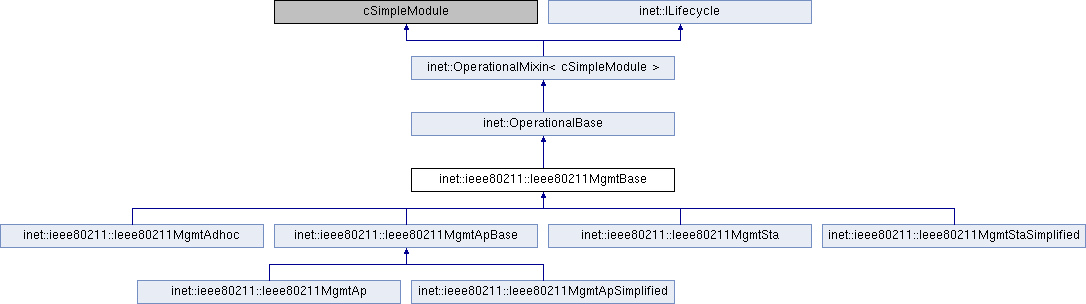 cSimpleModule
inet::ILifecycle
inet::OperationalMixin< cSimpleModule >
inet::OperationalBase
inet::ieee80211::Ieee80211MgmtBase
inet::ieee80211::Ieee80211MgmtAdhoc
inet::ieee80211::Ieee80211MgmtApBase
inet::ieee80211::Ieee80211MgmtSta
inet::ieee80211::Ieee80211MgmtStaSimplified
inet::ieee80211::Ieee80211MgmtAp
inet::ieee80211::Ieee80211MgmtApSimplified